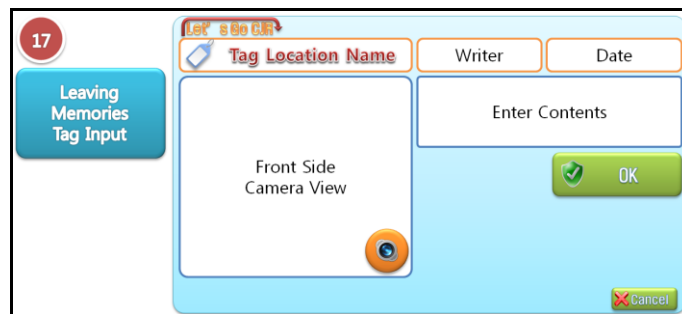 17
Let's Go CJR
Tag Location Name
Writer
Date
Leaving
Memories
Tag Input
Enter Contents
Front Side
Camera View
OK
Cancel